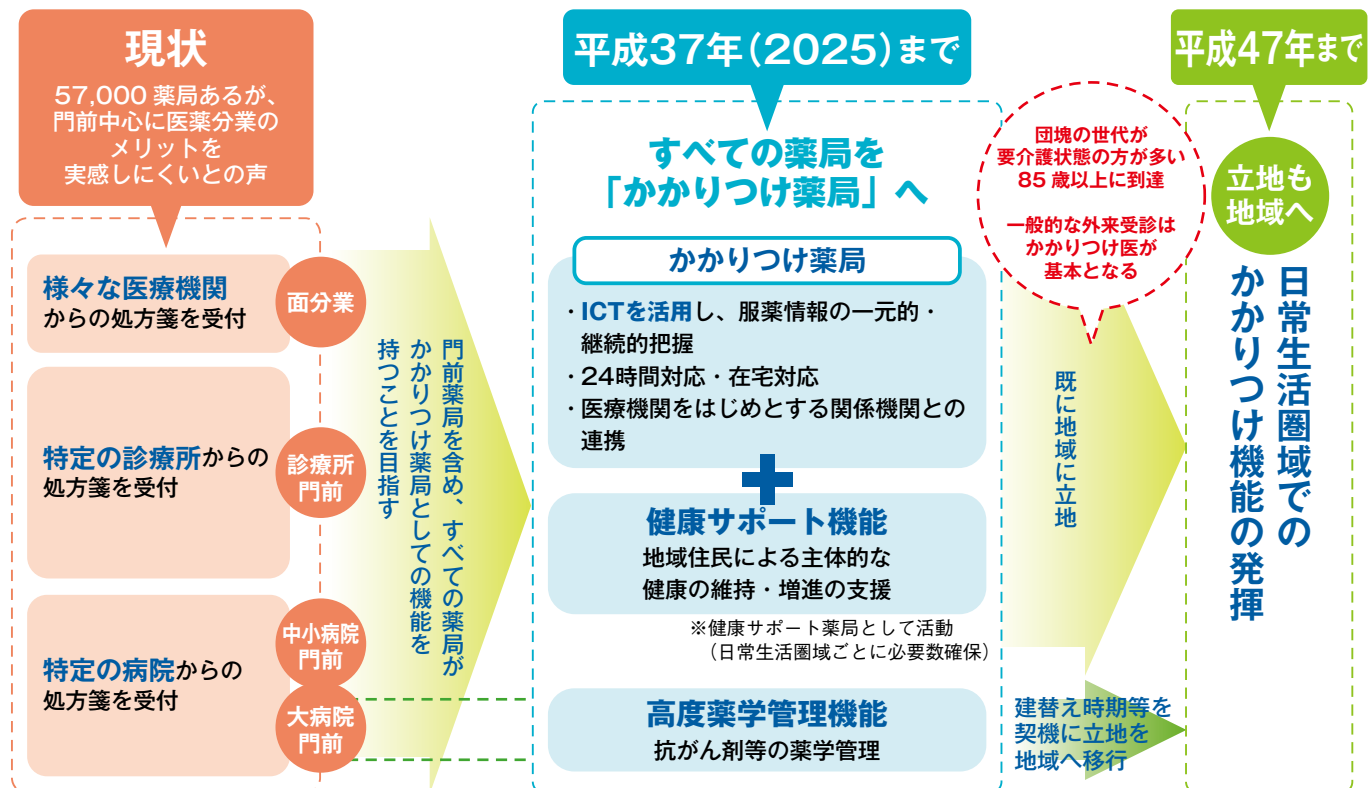 現状
57,000 薬局あるが、
門前中心に医薬分業の
メリットを
実感しにくいとの声
様々な医療機関
からの処方箋を受付
面分業
特定の診療所からの
処方箋を受付
診療所
門前
特定の病院からの
処方箋を受付
中小病院
門前
大病院
門前
門前薬局を含め、すべての薬局が
かかりつけ薬局としての機能を
持つことを目指す
平成37年(2025)まで
すべての薬局を
「かかりつけ薬局」へ
かかりつけ薬局
・ICTを活用し、服薬情報の一元的・
継続的把握
・24時間対応・在宅対応
・医療機関をはじめとする関係機関との
連携
健康サポート機能
地域住民による主体的な
健康の維持・増進の支援
※健康サポート薬局として活動
（日常生活圏域ごとに必要数確保）
高度薬学管理機能
抗がん剤等の薬学管理
団塊の世代が
要介護状態の方が多い
85 歳以上に到達
一般的な外来受診は
かかりつけ医が
基本となる
既に地域に立地
建替え時期等を
契機に立地を
地域へ移行
平成47年まで
立地も
地域へ
日常生活圏域での
かかりつけ機能の発揮